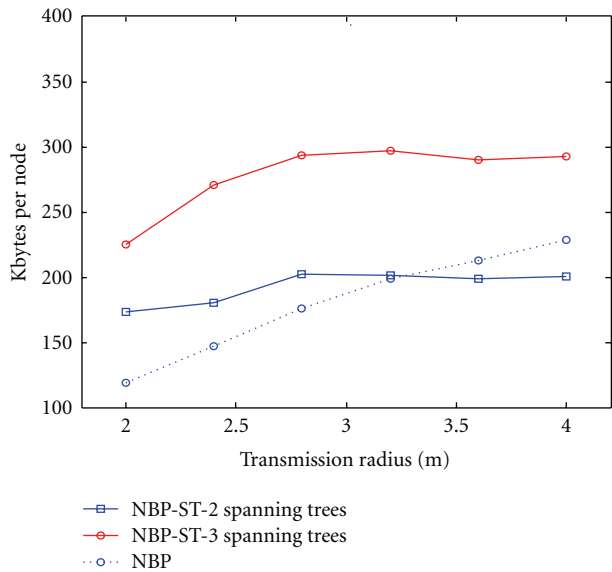 400
350
300
250
200
150
100
Kbytes per node
2
2.5
3
3.5
4
Transmission radius (m)
NBP-ST-2 spanning trees
NBP-ST-3 spanning trees
NBP